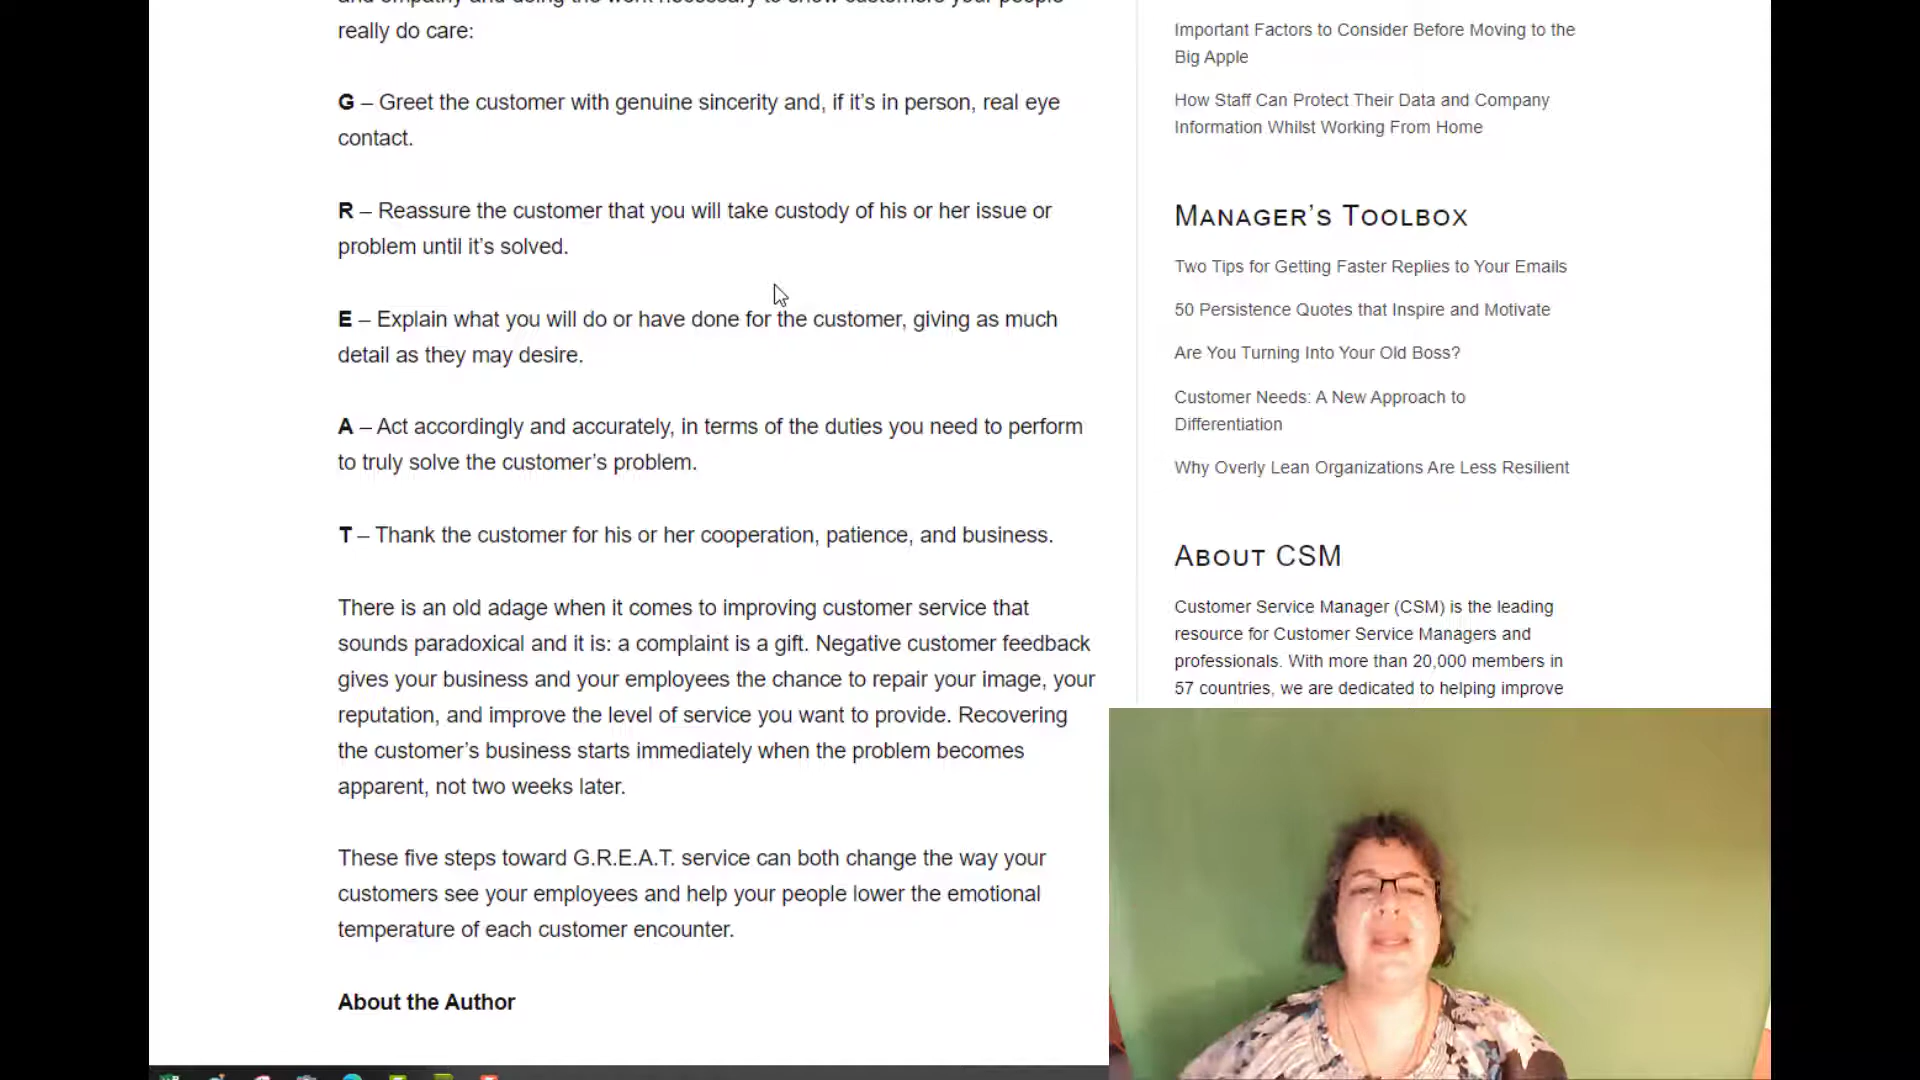 really do care:
G – Greet the customer with genuine sincerity and, if it’s in person, real eye
contact.
R – Reassure the customer that you will take custody of his or her issue or
problem until it’s solved.
E – Explain what you will do or have done for the customer, giving as much
detail as they may desire.
A – Act accordingly and accurately, in terms of the duties you need to perform
to truly solve the customer’s problem.
T – Thank the customer for his or her cooperation, patience, and business.
There is an old adage when it comes to improving customer service that
sounds paradoxical and it is: a complaint is a gift. Negative customer feedback
gives your business and your employees the chance to repair your image, your
reputation, and improve the level of service you want to provide. Recovering
the customer’s business starts immediately when the problem becomes
apparent, not two weeks later.
These five steps toward G.R.E.A.T. service can both change the way your
customers see your employees and help your people lower the emotional
temperature of each customer encounter.
About the Author
Important Factors to Consider Before Moving to the
Big Apple
How Staff Can Protect Their Data and Company
Information Whilst Working From Home
Manager’s Toolbox
Two Tips for Getting Faster Replies to Your Emails
50 Persistence Quotes that Inspire and Motivate
Are You Turning Into Your Old Boss?
Customer Needs: A New Approach to
Differentiation
Why Overly Lean Organizations Are Less Resilient
About CSM
Customer Service Manager (CSM) is the leading
resource for Customer Service Managers and
professionals. With more than 20,000 members in
57 countries, we are dedicated to helping improve